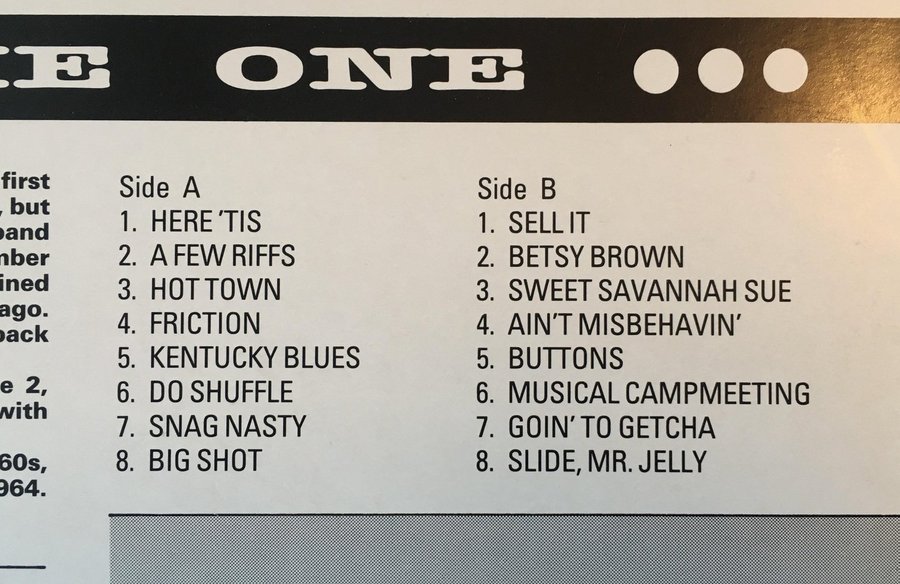 ONE
first
, but
ined
ago.
e 2,
with
60s,
964.
Side A
1. HERE 'TIS
2. A FEW RIFFS
3. HOT TOWN
4. FRICTION
5. KENTUCKY BLUES
6. DO SHUFFLE
7. SNAG NASTY
8. BIG SHOT
Side B
1. SELL IT
2. BETSY BROWN
3. SWEET SAVANNAH SUE
4. AIN'T MISBEHAVIN'
5. BUTTONS
6. MUSICAL CAMPMEETING
7. GOIN' TO GETCHA
8. SLIDE, MR. JELLY